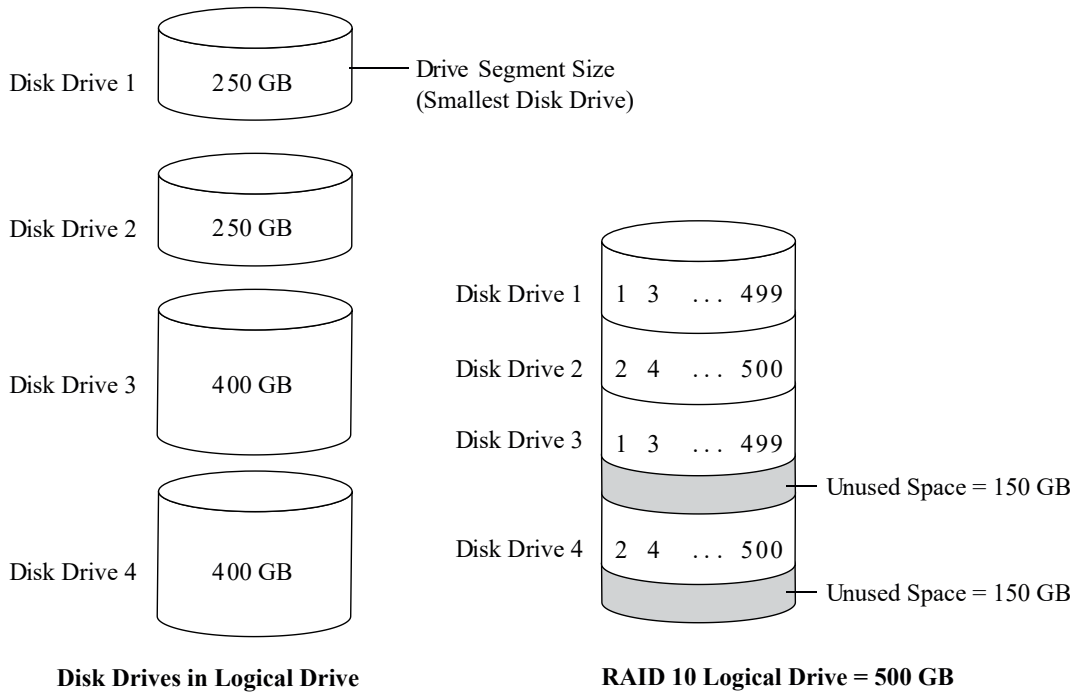 Disk Drive 1
250 GB
Drive Segment Size
(Smallest Disk Drive)
Disk Drive 2
250 GB
Disk Drive 3
400 GB
Disk Drive 4
400 GB
Disk Drives in Logical Drive
Disk Drive 1
1 3 ... 499
Disk Drive 2
2 4 ... 500
Disk Drive 3
1 3 ... 499
Unused Space = 150 GB
Disk Drive 4
2 4 ... 500
Unused Space = 150 GB
RAID 10 Logical Drive = 500 GB